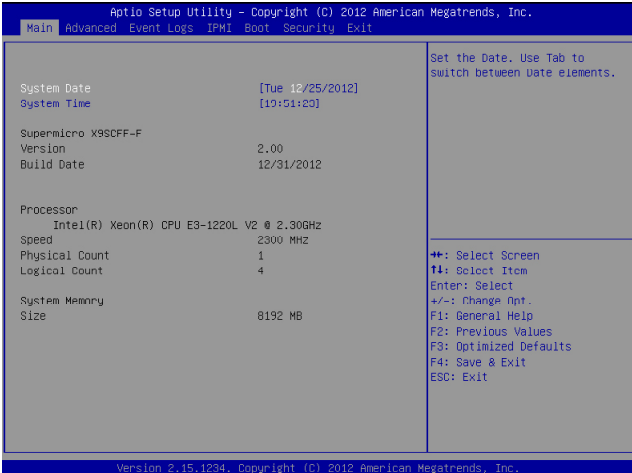 Aptio Setup Utility – Copyright (C) 2012 American Megatrends, Inc.
Main Advanced Event Logs IPMI Boot Security Exit
System Date [Tue 12/25/2012]
System Time [19:51:20]
Supermicro X9SCFF-F
Version 2.00
Build Date 12/31/2012
Processor
Intel(R) Xeon(R) CPU E3-1220L V2 @ 2.30GHz
Speed 2300 MHz
Physical Count 1
Logical Count 4
System Memory
Size 8192 MB
Set the Date. Use Tab to
switch between Date elements.
→←: Select Screen
↑↓: Select Item
Enter: Select
+/-: Change Opt.
F1: General Help
F2: Previous Values
F3: Optimized Defaults
F4: Save & Exit
ESC: Exit
Version 2.15.1234. Copyright (C) 2012 American Megatrends, Inc.